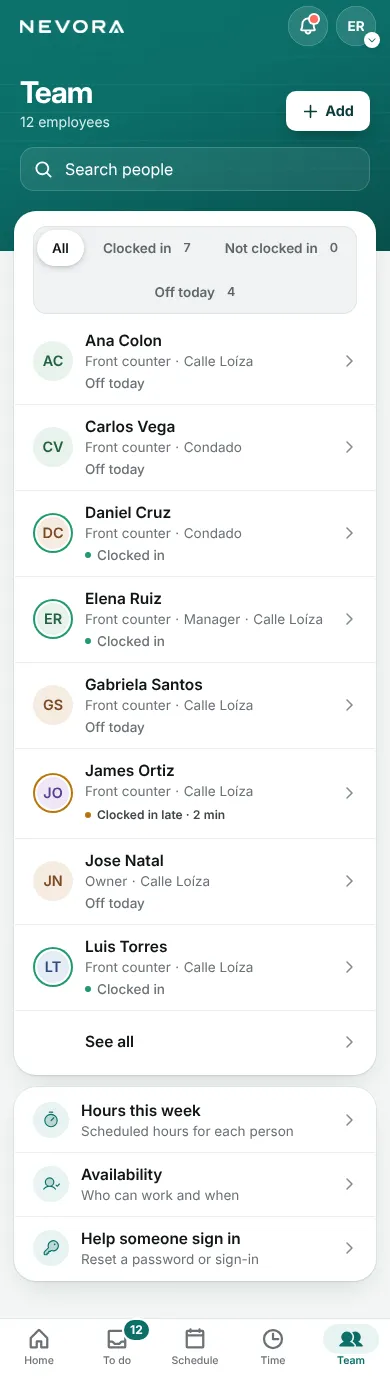 NEVORA
ER
Team
12 employees
+ Add
Search people
All
Clocked in 7
Not clocked in 0
Off today 4
AC
Ana Colon
Front counter · Calle Loíza
Off today
CV
Carlos Vega
Front counter · Condado
Off today
DC
Daniel Cruz
Front counter · Condado
Clocked in
ER
Elena Ruiz
Front counter · Manager · Calle Loíza
Clocked in
GS
Gabriela Santos
Front counter · Calle Loíza
Off today
JO
James Ortiz
Front counter · Calle Loíza
Clocked in late · 2 min
JN
Jose Natal
Owner · Calle Loíza
Off today
LT
Luis Torres
Front counter · Calle Loíza
Clocked in
See all
Hours this week
Scheduled hours for each person
Availability
Who can work and when
Help someone sign in
Reset a password or sign-in
12
Home
To do
Schedule
Time
Team